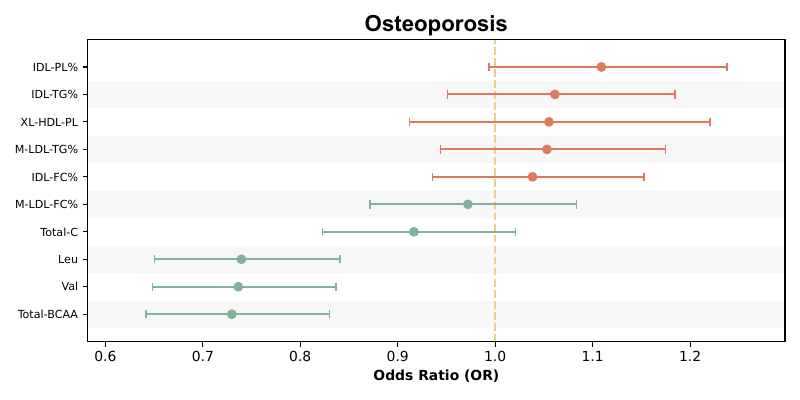 Osteoporosis
IDL-PL%
IDL-TG%
XL-HDL-PL
M-LDL-TG%
IDL-FC%
M-LDL-FC%
Total-C
Leu
Val
Total-BCAA
0.6 0.7 0.8 0.9 1.0 1.1 1.2
Odds Ratio (OR)